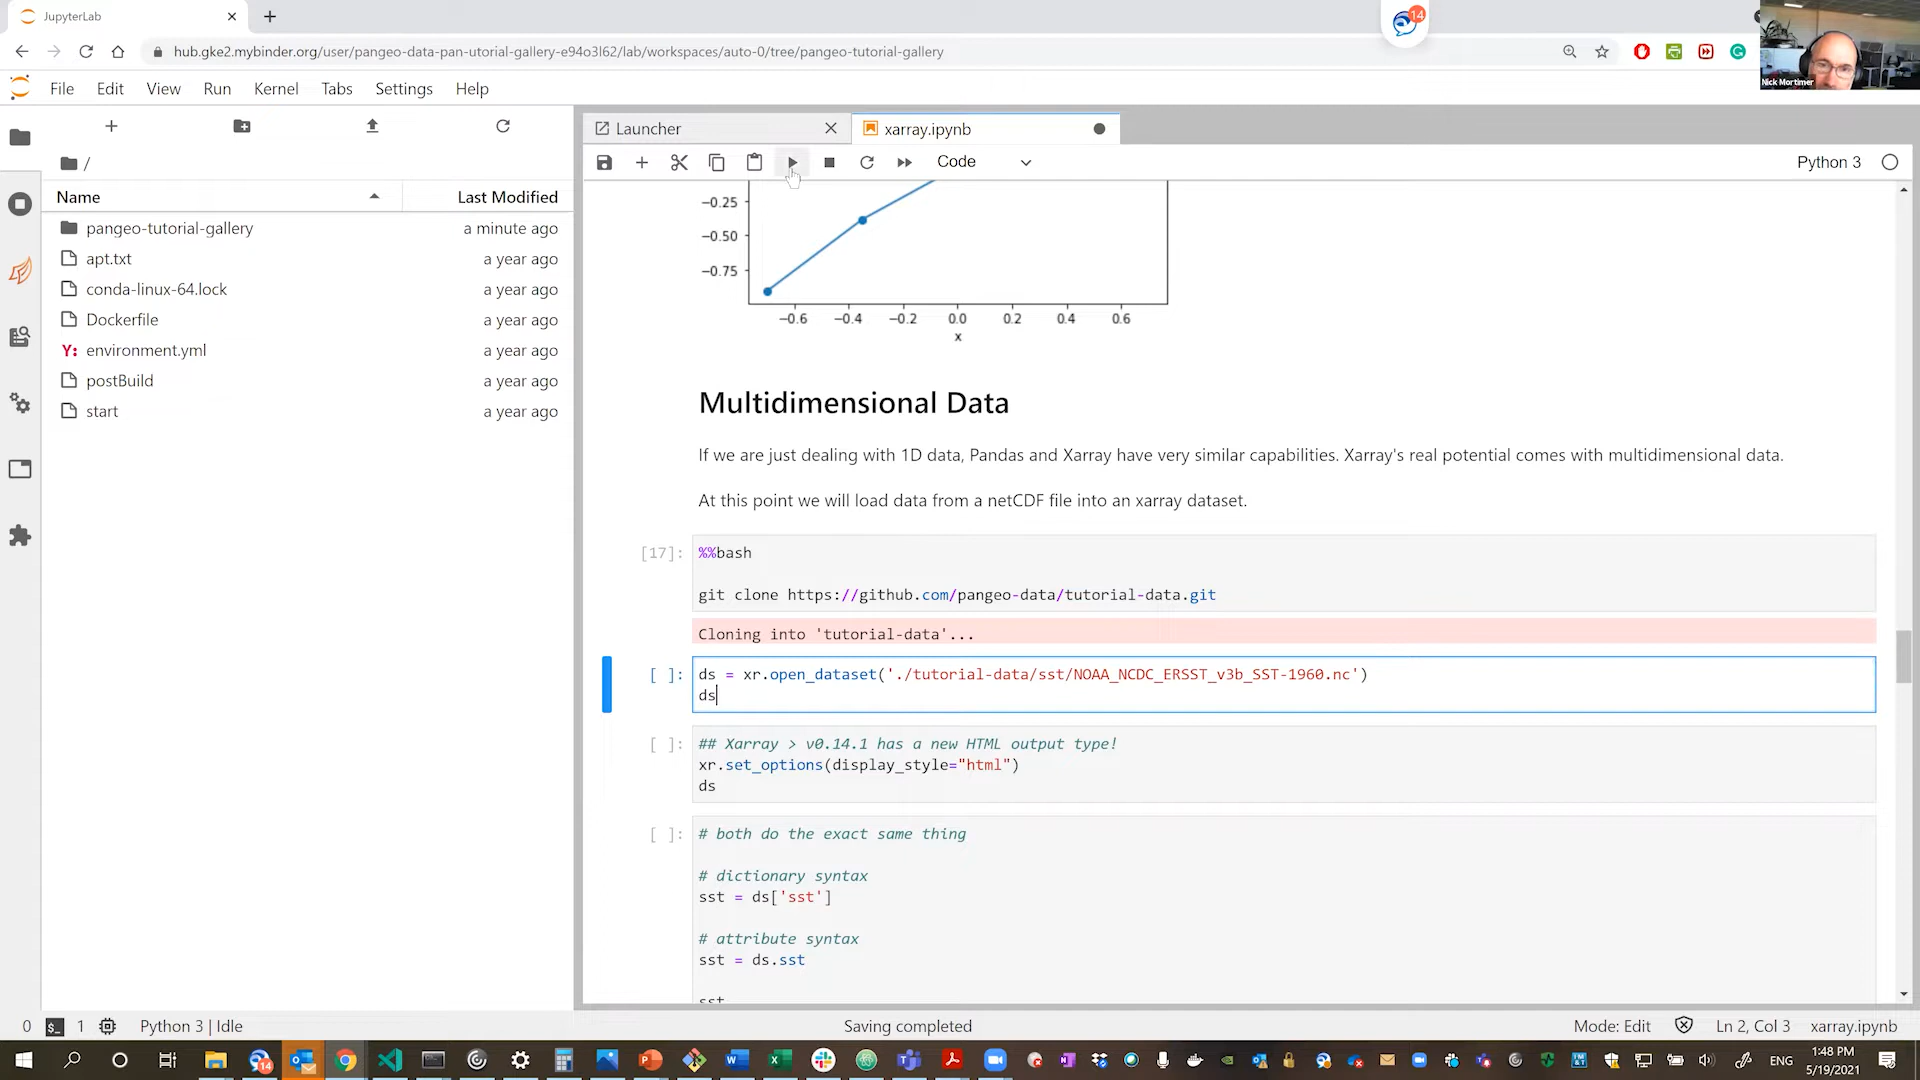 JupyterLab
14
hub.gke2.mybinder.org/user/pangeo-data-pan-utorial-gallery-e94o3l62/lab/workspaces/auto-0/tree/pangeo-tutorial-gallery
Nick Mortimer
File Edit View Run Kernel Tabs Settings Help
Launcher
xarray.ipynb
Code
Python 3
/
Name
Last Modified
pangeo-tutorial-gallery a minute ago
apt.txt a year ago
conda-linux-64.lock a year ago
Dockerfile a year ago
Y: environment.yml a year ago
postBuild a year ago
start a year ago
−0.25
−0.50
−0.75
−0.6 −0.4 −0.2 0.0 0.2 0.4 0.6
x
Multidimensional Data
If we are just dealing with 1D data, Pandas and Xarray have very similar capabilities. Xarray's real potential comes with multidimensional data.
At this point we will load data from a netCDF file into an xarray dataset.
[17]: %%bash
git clone https://github.com/pangeo-data/tutorial-data.git
Cloning into 'tutorial-data'...
[ ]: ds = xr.open_dataset('./tutorial-data/sst/NOAA_NCDC_ERSST_v3b_SST-1960.nc')
ds
[ ]: ## Xarray > v0.14.1 has a new HTML output type!
xr.set_options(display_style="html")
ds
[ ]: # both do the exact same thing
# dictionary syntax
sst = ds['sst']
# attribute syntax
sst = ds.sst
sst
0 $_ 1 Python 3 | Idle
Saving completed
Mode: Edit Ln 2, Col 3 xarray.ipynb
14
ENG
1:48 PM
5/19/2021